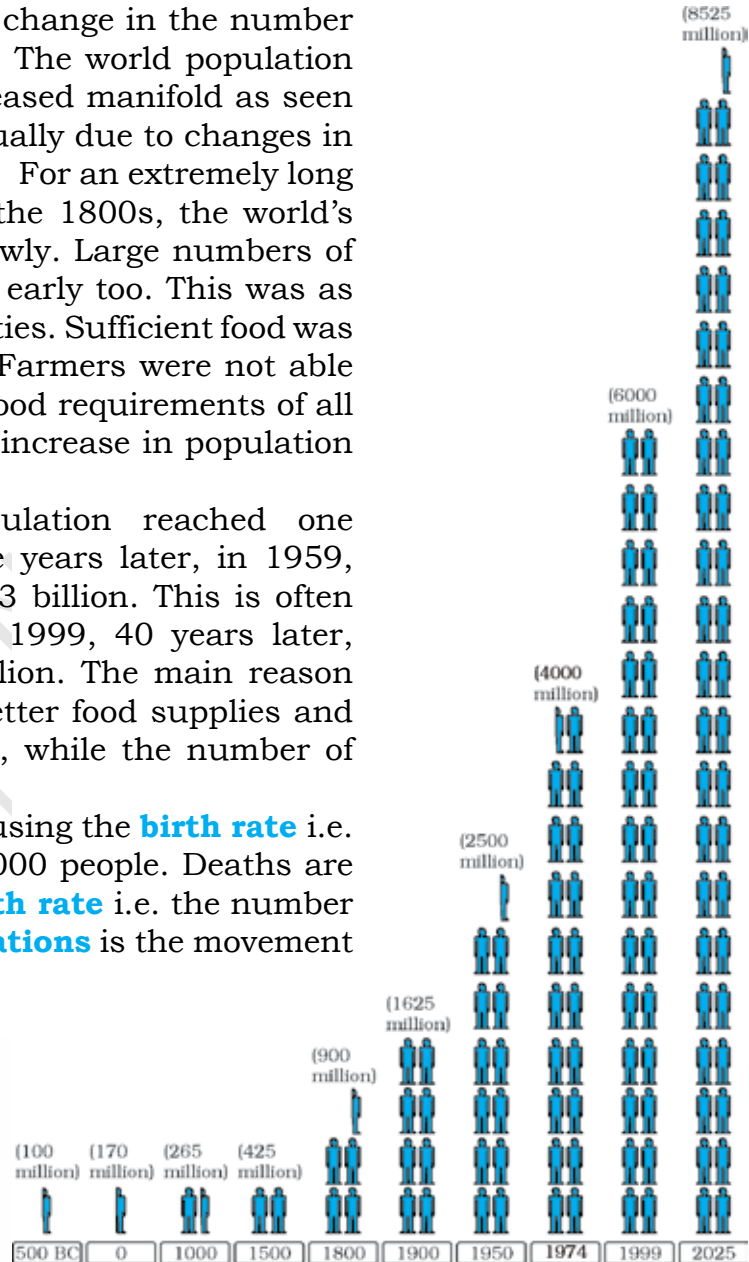 change in the number
The world population
eased manifold as seen
ually due to changes in
For an extremely long
the 1800s, the world's
wly. Large numbers of
early too. This was as
ties. Sufficient food was
Farmers were not able
ood requirements of all
increase in population
ulation reached one
e years later, in 1959,
3 billion. This is often
1999, 40 years later,
lion. The main reason
etter food supplies and
, while the number of
using the birth rate i.e.
000 people. Deaths are
th rate i.e. the number
ations is the movement
(8525
million)
(6000
million)
(4000
million)
(2500
million)
(1625
million)
(900
million)
(100 (170 (265 (425
million) million) million) million)
500 BC 0 1000 1500 1800 1900 1950 1974 1999 2025